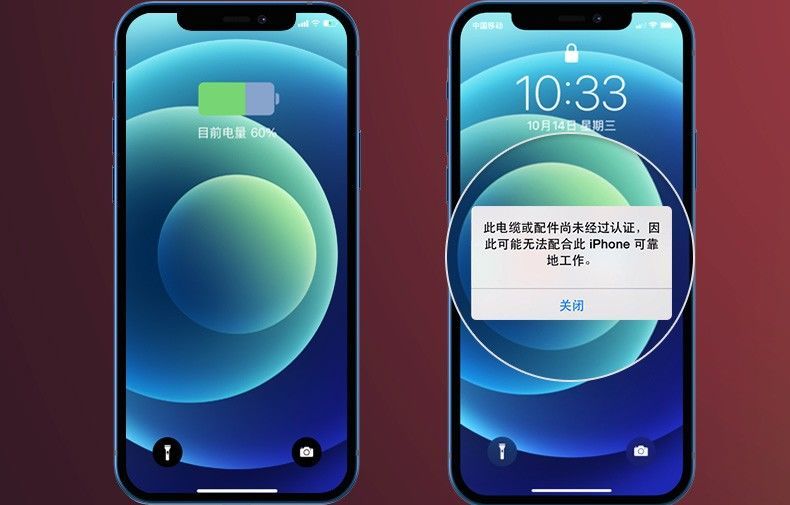 目前电量 60%
中国移动
10:33
10月14日 星期三
此电缆或配件尚未经过认证，因
此可能无法配合此 iPhone 可靠
地工作。
关闭